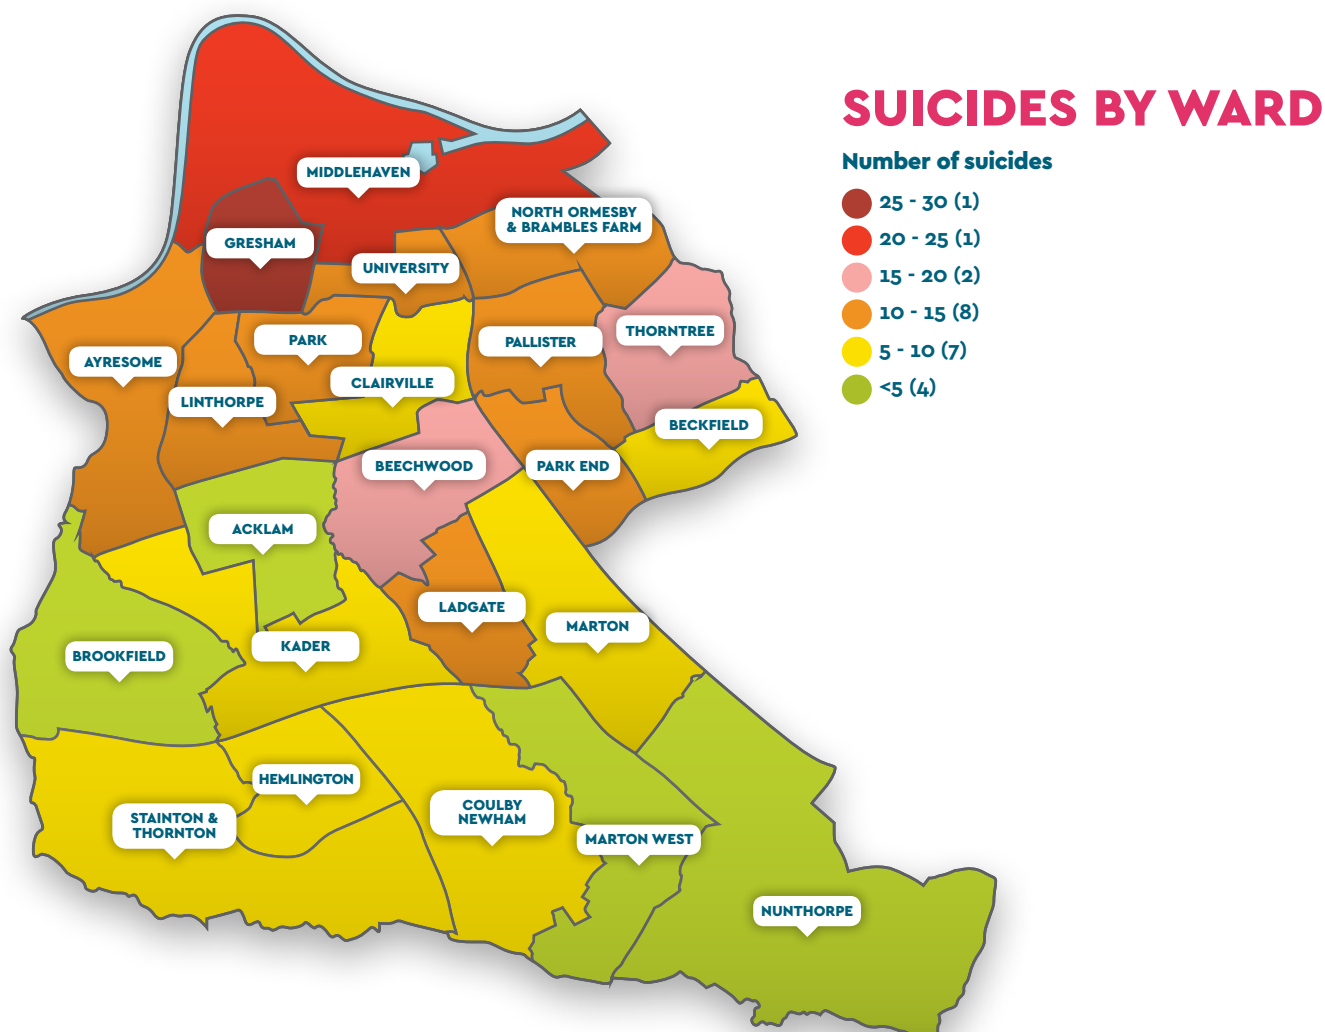 SUICIDES BY WARD
Number of suicides
25 - 30 (1)
20 - 25 (1)
15 - 20 (2)
10 - 15 (8)
5 - 10 (7)
<5 (4)
MIDDLEHAVEN
NORTH ORMESBY
& BRAMBLES FARM
GRESHAM
UNIVERSITY
THORNTREE
PARK
PALLISTER
AYRESOME
CLAIRVILLE
LINTHORPE
BECKFIELD
BEECHWOOD
PARK END
ACKLAM
LADGATE
MARTON
KADER
BROOKFIELD
HEMLINGTON
COULBY
NEWHAM
STAINTON &
THORNTON
MARTON WEST
NUNTHORPE